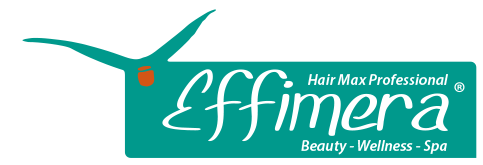 Hair Max Professional
Effimera®
Beauty - Wellness - Spa